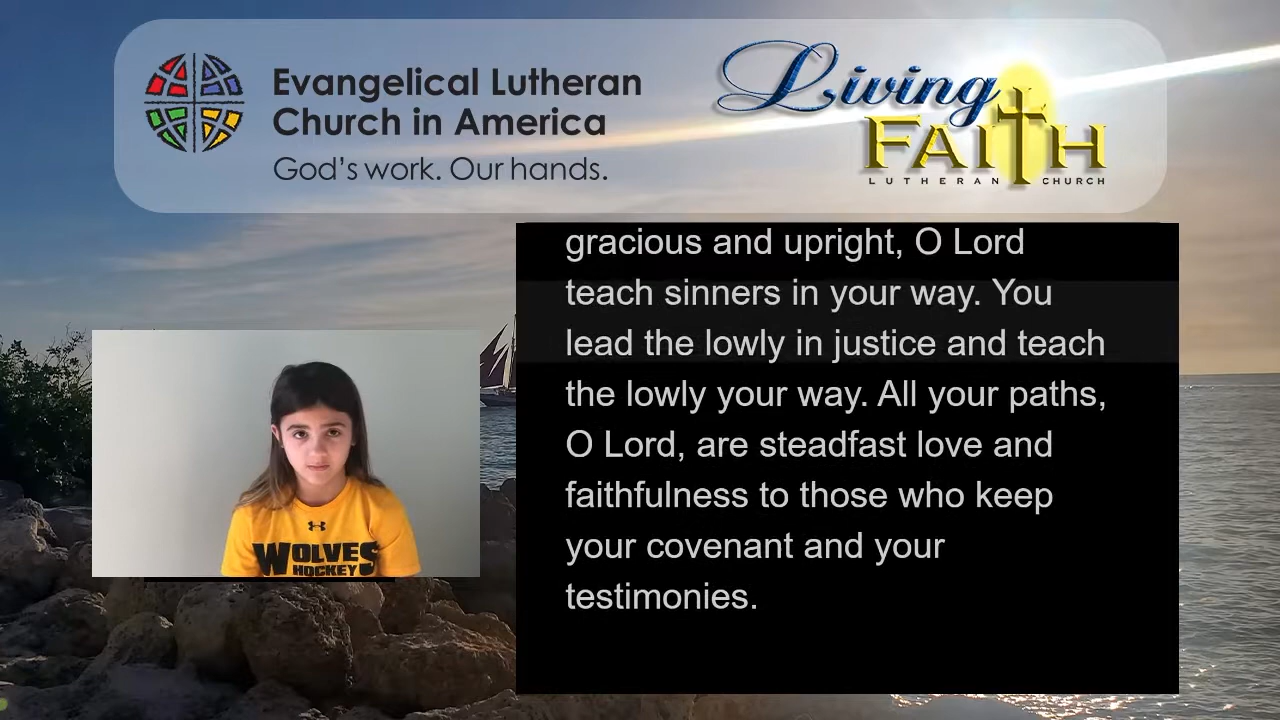 Evangelical Lutheran
Church in America
God's work. Our hands.
Living
FAITH
LUTHERAN CHURCH
gracious and upright, O Lord
teach sinners in your way. You
lead the lowly in justice and teach
the lowly your way. All your paths,
O Lord, are steadfast love and
faithfulness to those who keep
your covenant and your
testimonies.
WOLVES
HOCKEY